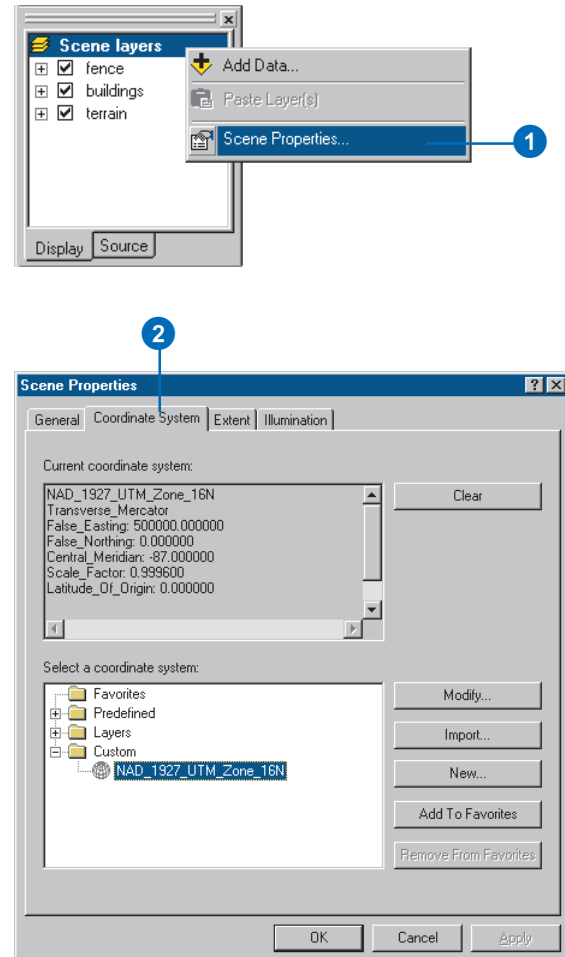 Scene layers
fence
buildings
terrain
Add Data...
Paste Layer(s)
Scene Properties...
1
Display
Source
2
Scene Properties
General
Coordinate System
Extent
Illumination
Current coordinate system:
NAD_1927_UTM_Zone_16N
Transverse_Mercator
False_Easting: 500000.000000
False_Northing: 0.000000
Central_Meridian: -87.000000
Scale_Factor: 0.999600
Latitude_Of_Origin: 0.000000
Clear
Select a coordinate system:
Favorites
Predefined
Layers
Custom
NAD_1927_UTM_Zone_16N
Modify...
Import...
New...
Add To Favorites
Remove From Favorites
OK
Cancel
Apply